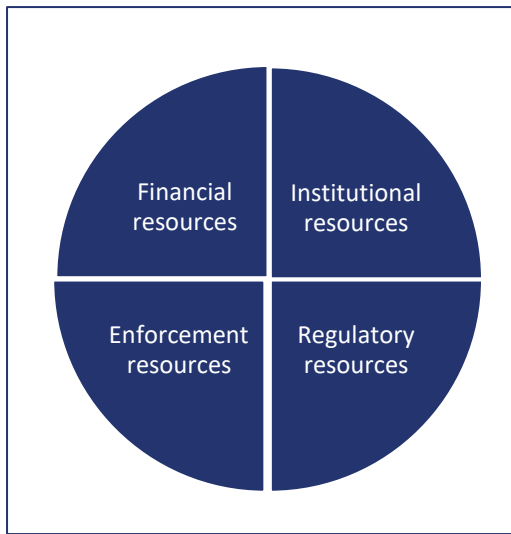 Financial
resources
Institutional
resources
Enforcement
resources
Regulatory
resources